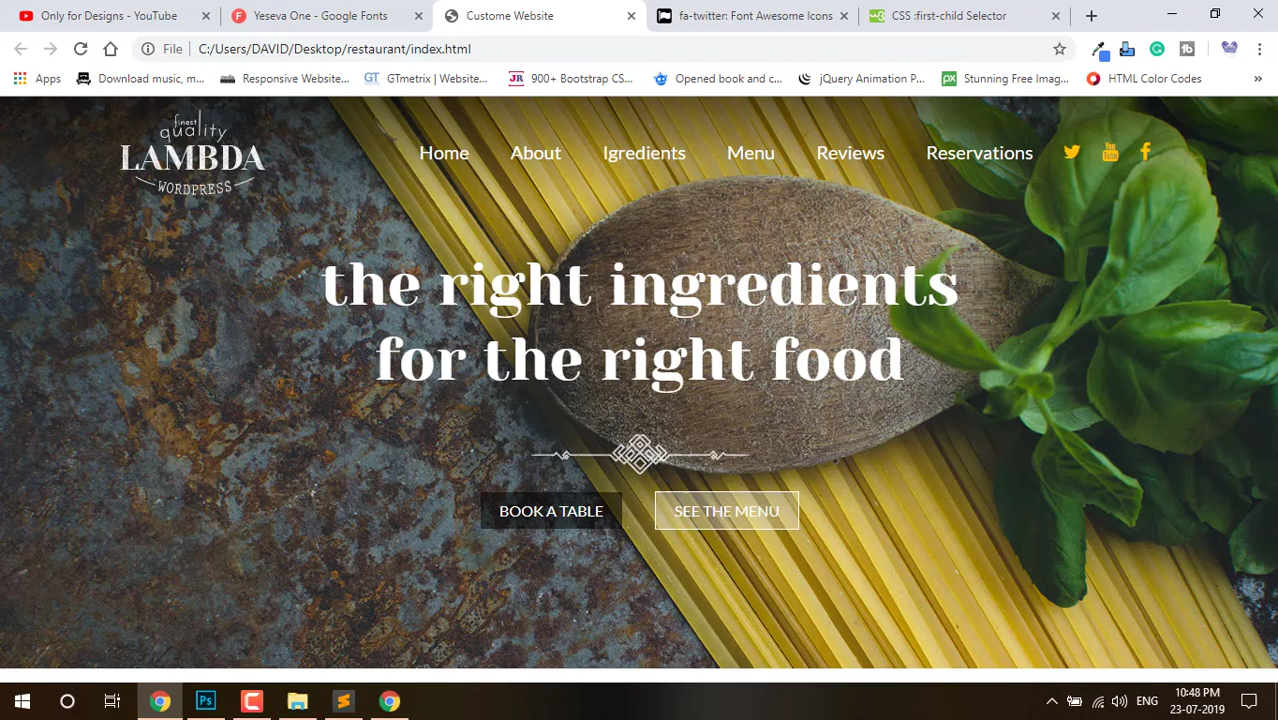 Only for Designs - YouTube
Yeseva One - Google Fonts
Custome Website
fa-twitter: Font Awesome Icons
CSS :first-child Selector
File
C:/Users/DAVID/Desktop/restaurant/index.html
Apps
Download music, m...
Responsive Website...
GTmetrix | Website...
900+ Bootstrap CS...
Opened book and c...
jQuery Animation P...
Stunning Free Imag...
HTML Color Codes
finest
quality
LAMBDA
WORDPRESS
Home
About
Igredients
Menu
Reviews
Reservations
the right ingredients
for the right food
BOOK A TABLE
SEE THE MENU
ENG
10:48 PM
23-07-2019